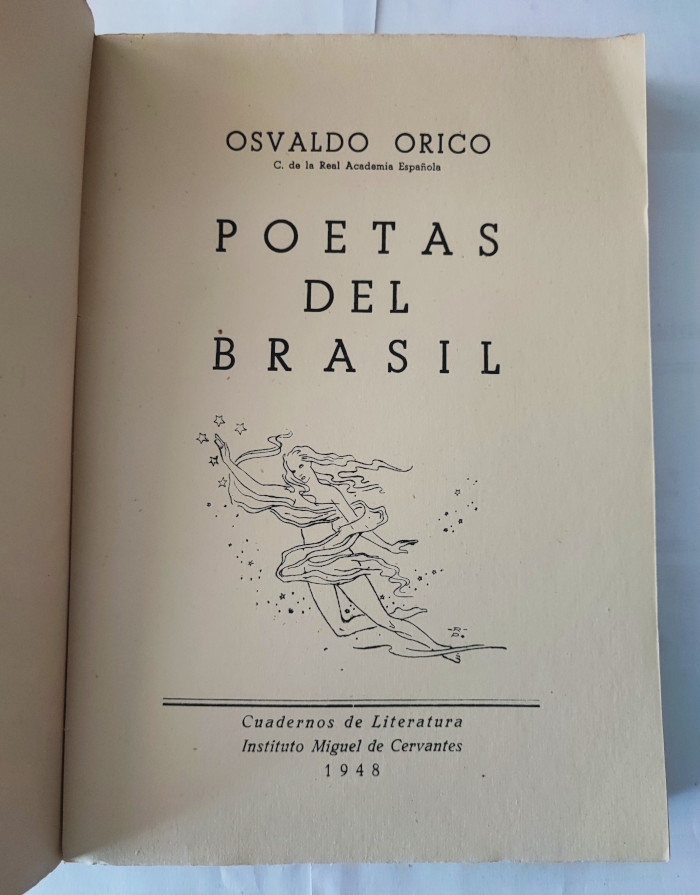 OSVALDO ORICO
C. de la Real Academia Española
POETAS
DEL
BRASIL
Cuadernos de Literatura
Instituto Miguel de Cervantes
1948